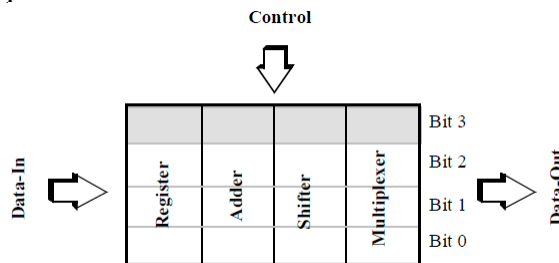 Control
Bit 3
Bit 2
Bit 1
Bit 0
Data-In
Register
Adder
Shifter
Multiplexer
Data-Out